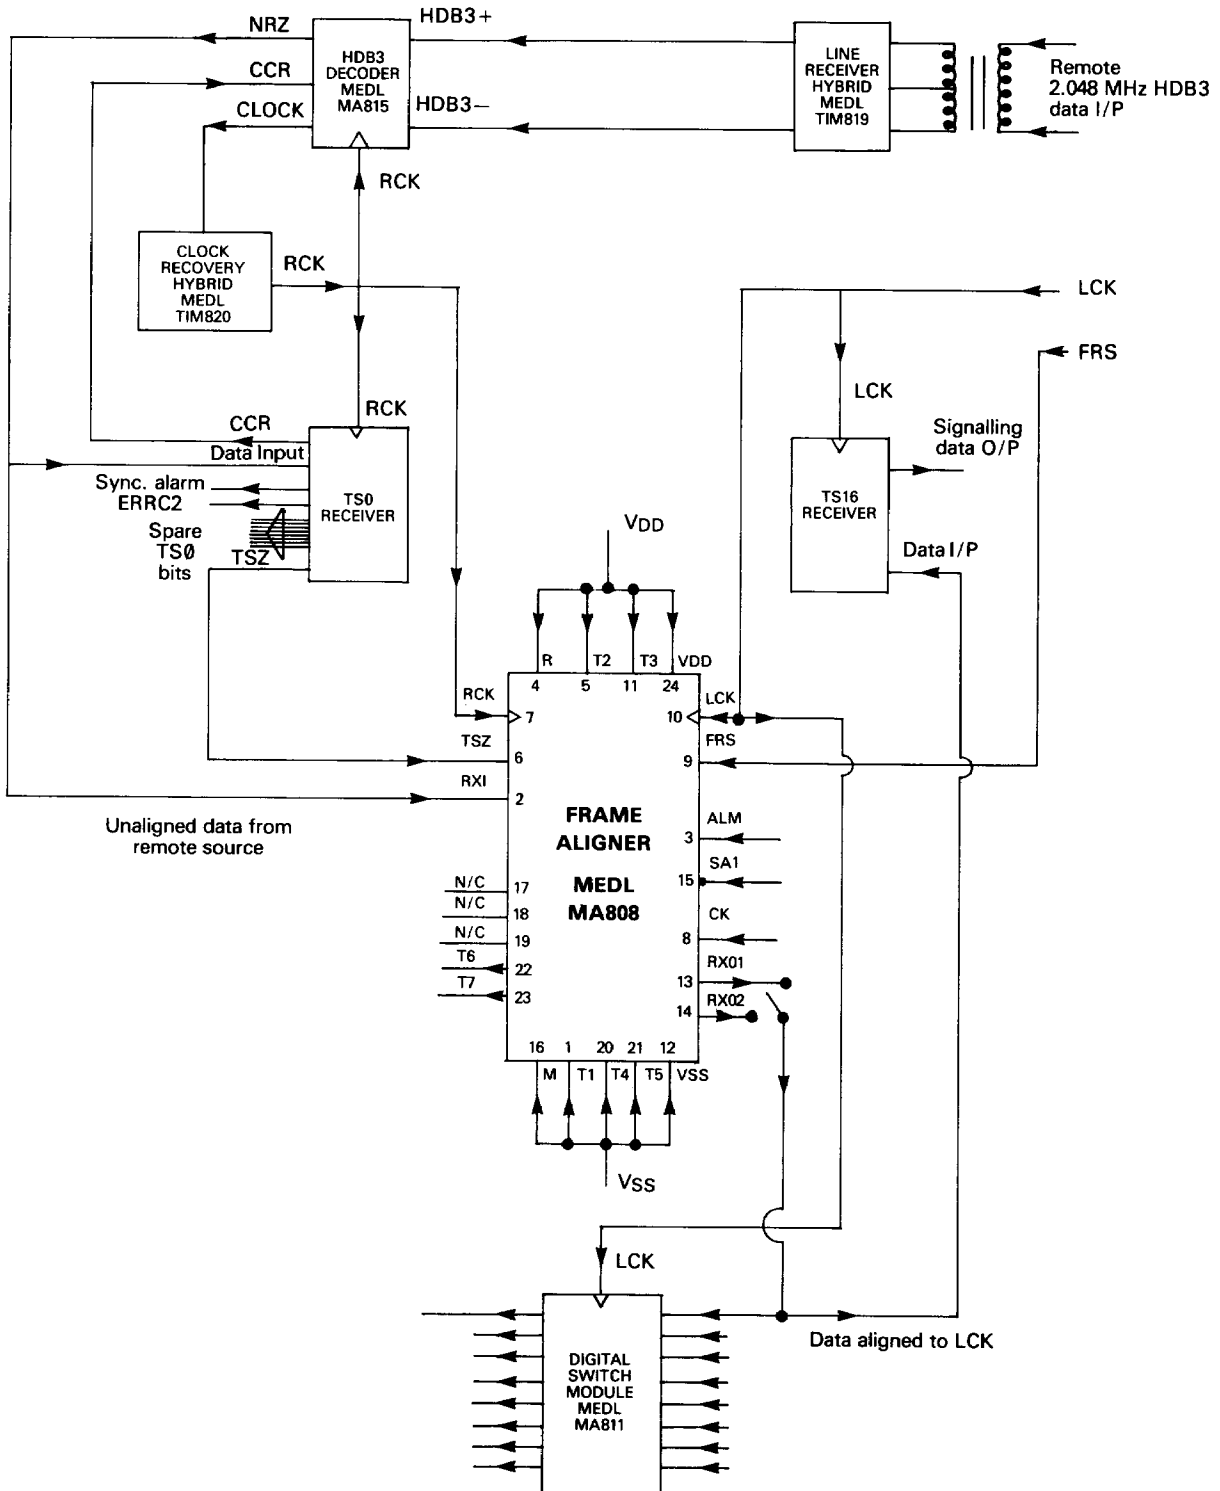 NRZ
HDB3
DECODER
MEDL
MA815
HDB3+
LINE
RECEIVER
HYBRID
MEDL
TIM819
Remote
2.048 MHz HDB3
data I/P
CCR
CLOCK
HDB3−
RCK
CLOCK
RECOVERY
HYBRID
MEDL
TIM820
RCK
LCK
FRS
LCK
RCK
CCR
Data Input
Sync. alarm
ERRC2
Spare
TS0
bits
TSZ
TS0
RECEIVER
Signalling
data O/P
TS16
RECEIVER
Data I/P
VDD
R T2 T3 VDD
4 5 11 24
RCK
7
LCK
10
TSZ
6
FRS
9
RXI
2
Unaligned data from
remote source
FRAME
ALIGNER
MEDL
MA808
ALM
3
SA1
15
CK
8
RX01
13
RX02
14
N/C
17
N/C
18
N/C
19
T6
22
T7
23
16 1 20 21 12
M T1 T4 T5 VSS
VSS
LCK
Data aligned to LCK
DIGITAL
SWITCH
MODULE
MEDL
MA811